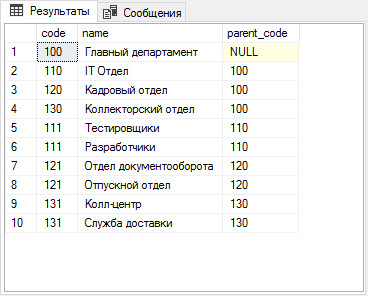 Результаты Сообщения
code name parent_code
1 100 Главный департамент NULL
2 110 IT Отдел 100
3 120 Кадровый отдел 100
4 130 Коллекторский отдел 100
5 111 Тестировщики 110
6 111 Разработчики 110
7 121 Отдел документооборота 120
8 121 Отпускной отдел 120
9 131 Колл-центр 130
10 131 Служба доставки 130